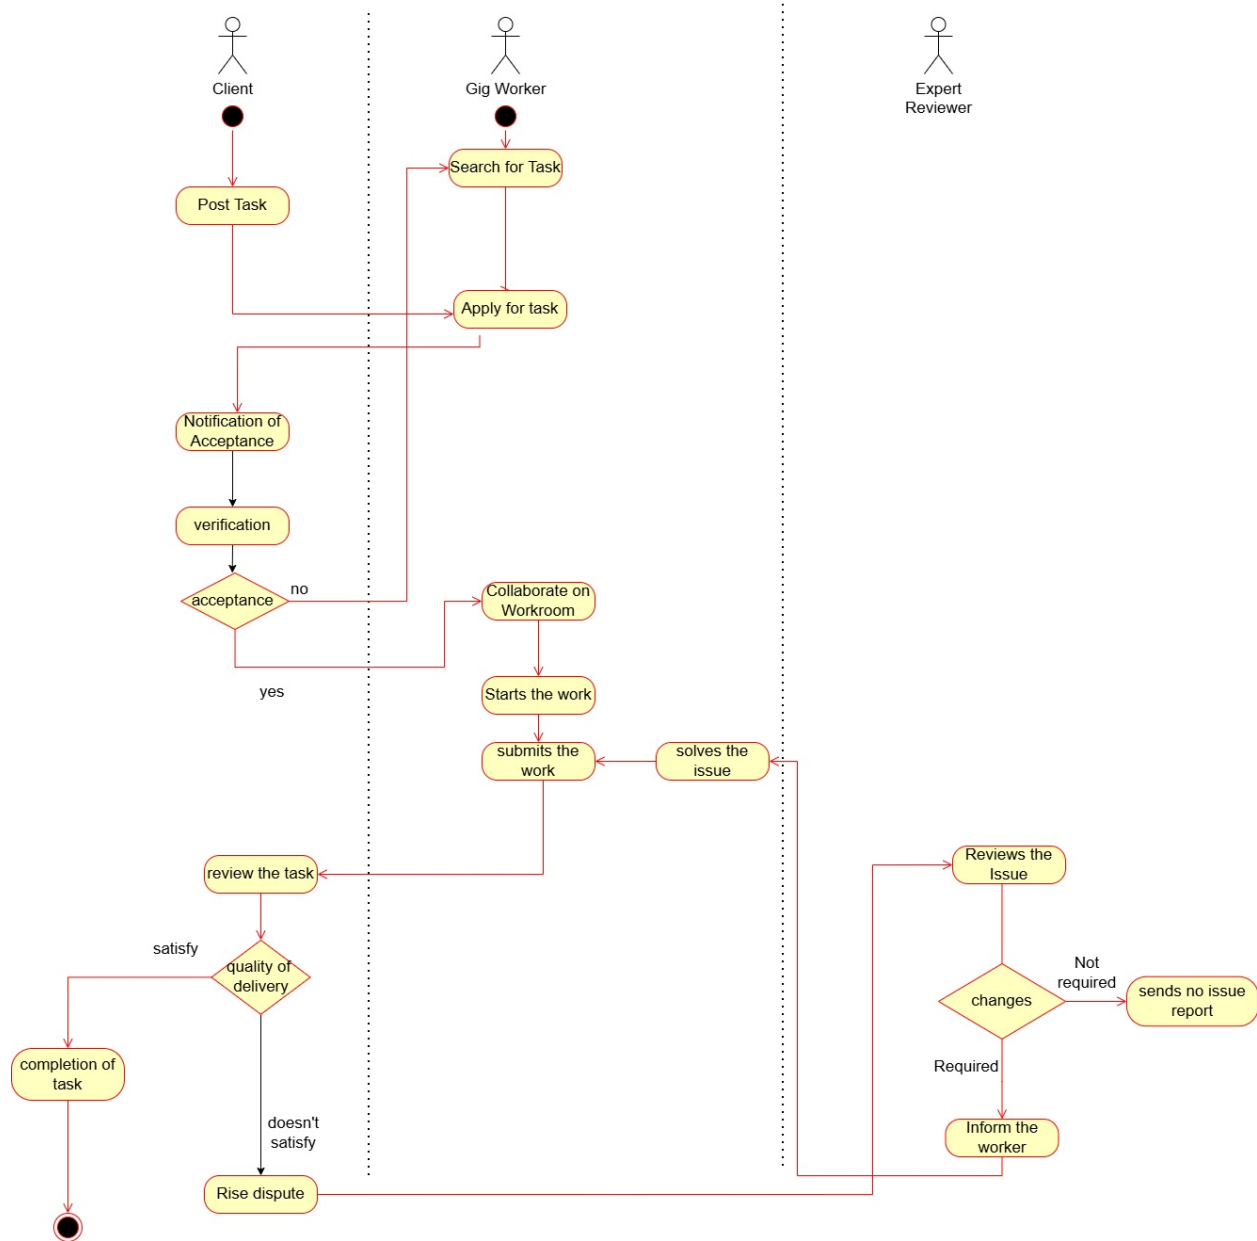 Client
Gig Worker
Expert
Reviewer
Search for Task
Post Task
Apply for task
Notification of
Acceptance
verification
acceptance
no
yes
Collaborate on
Workroom
Starts the work
submits the
work
solves the
issue
review the task
Reviews the
Issue
satisfy
quality of
delivery
changes
Not
required
sends no issue
report
completion of
task
Required
doesn't
satisfy
Inform the
worker
Rise dispute